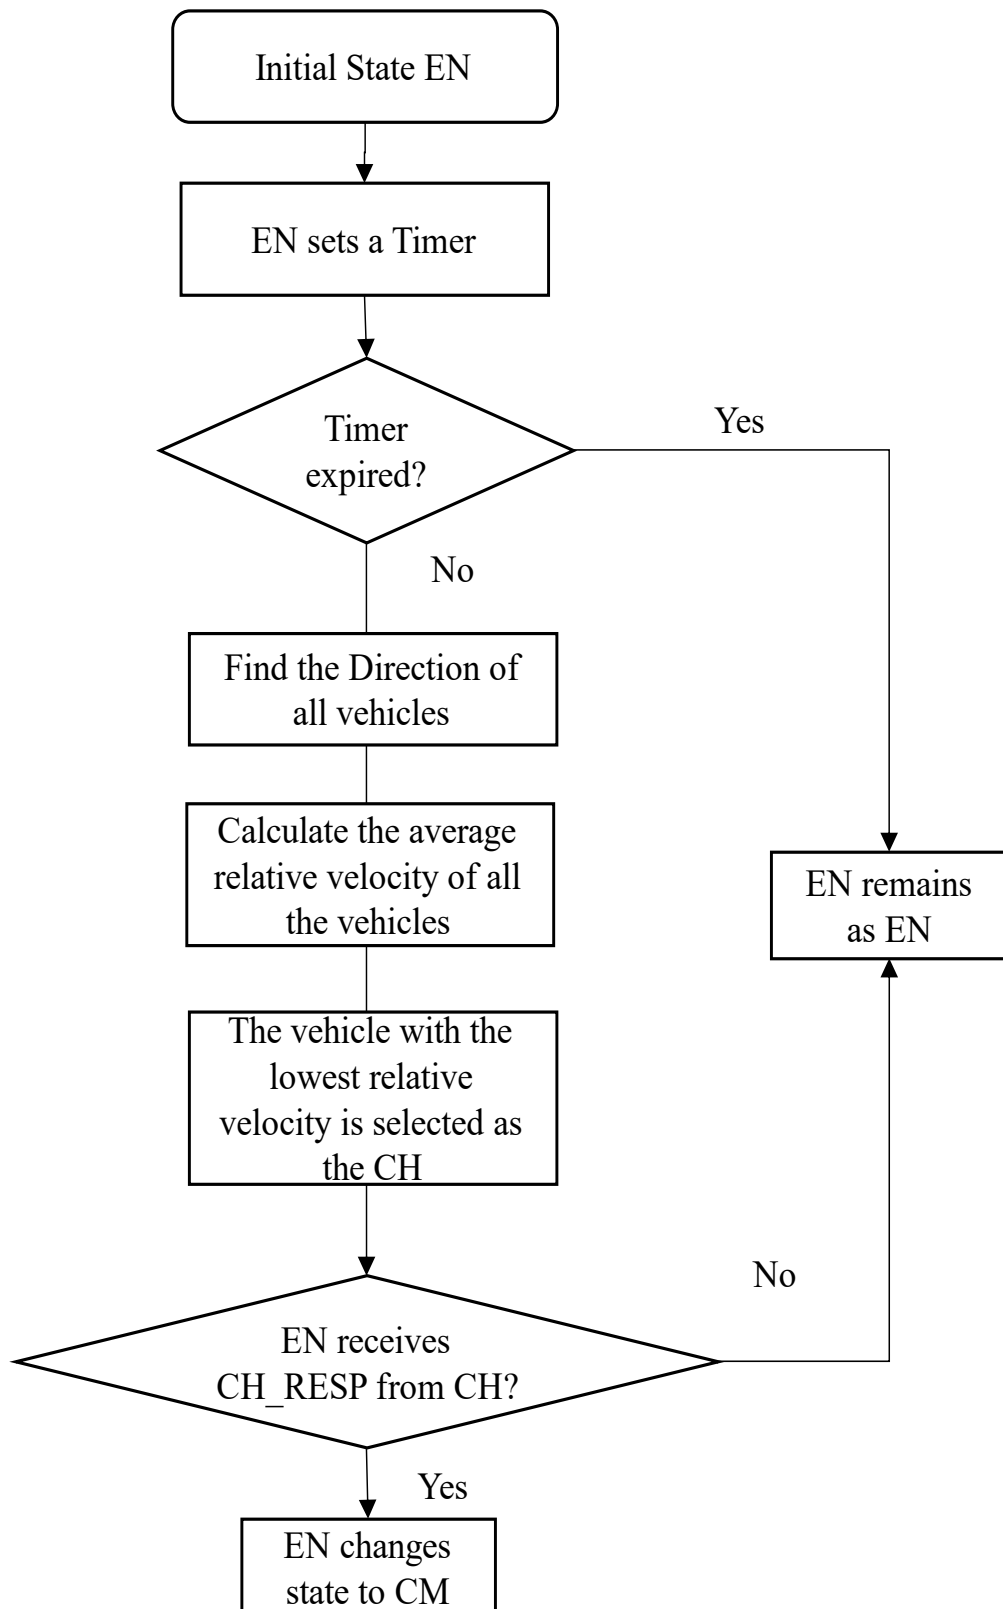 Initial State EN
EN sets a Timer
Timer
expired?
Yes
No
Find the Direction of
all vehicles
Calculate the average
relative velocity of all
the vehicles
EN remains
as EN
The vehicle with the
lowest relative
velocity is selected as
the CH
No
EN receives
CH_RESP from CH?
Yes
EN changes
state to CM